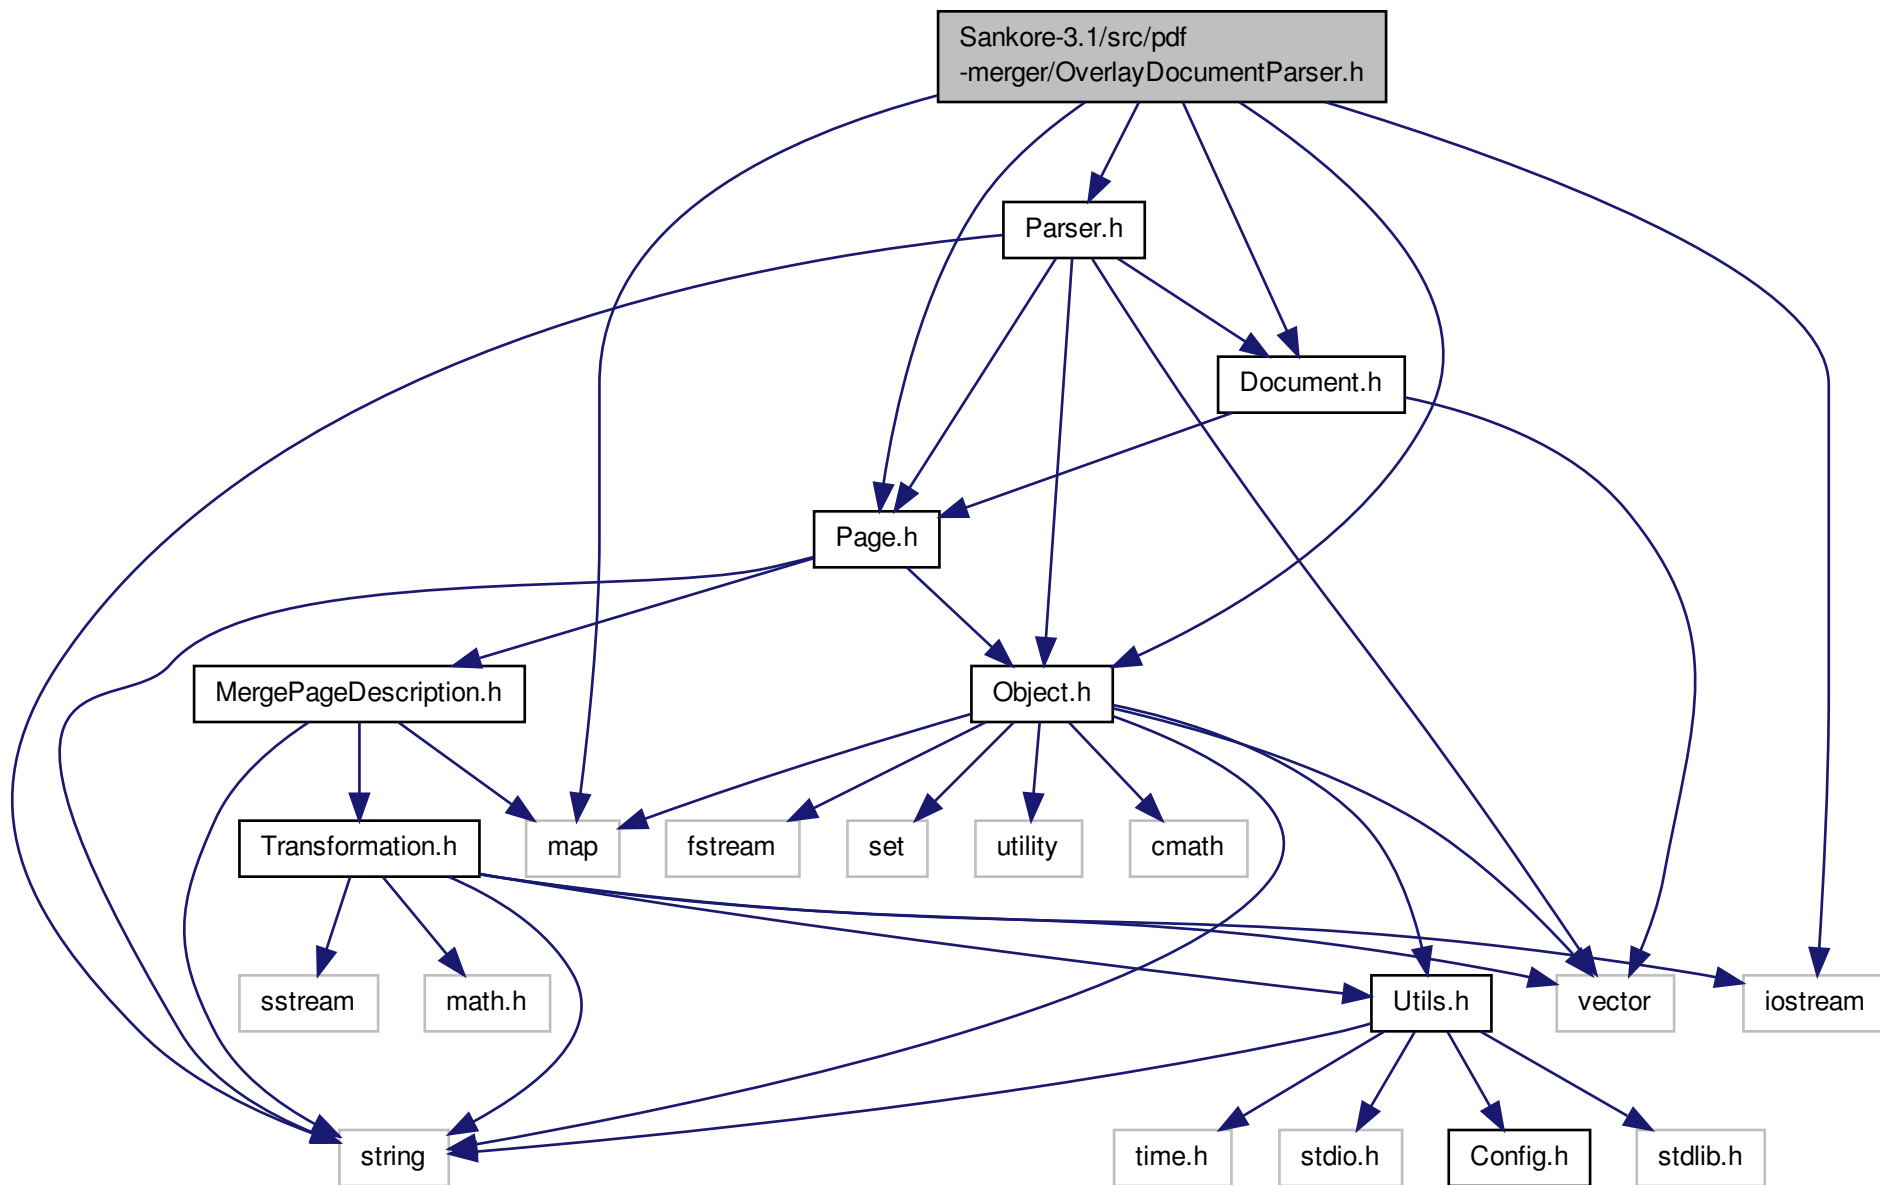 Sankore-3.1/src/pdf
-merger/OverlayDocumentParser.h
Parser.h
Document.h
Page.h
MergePageDescription.h
Object.h
Transformation.h
map
fstream
set
utility
cmath
sstream
math.h
Utils.h
vector
iostream
string
time.h
stdio.h
Config.h
stdlib.h